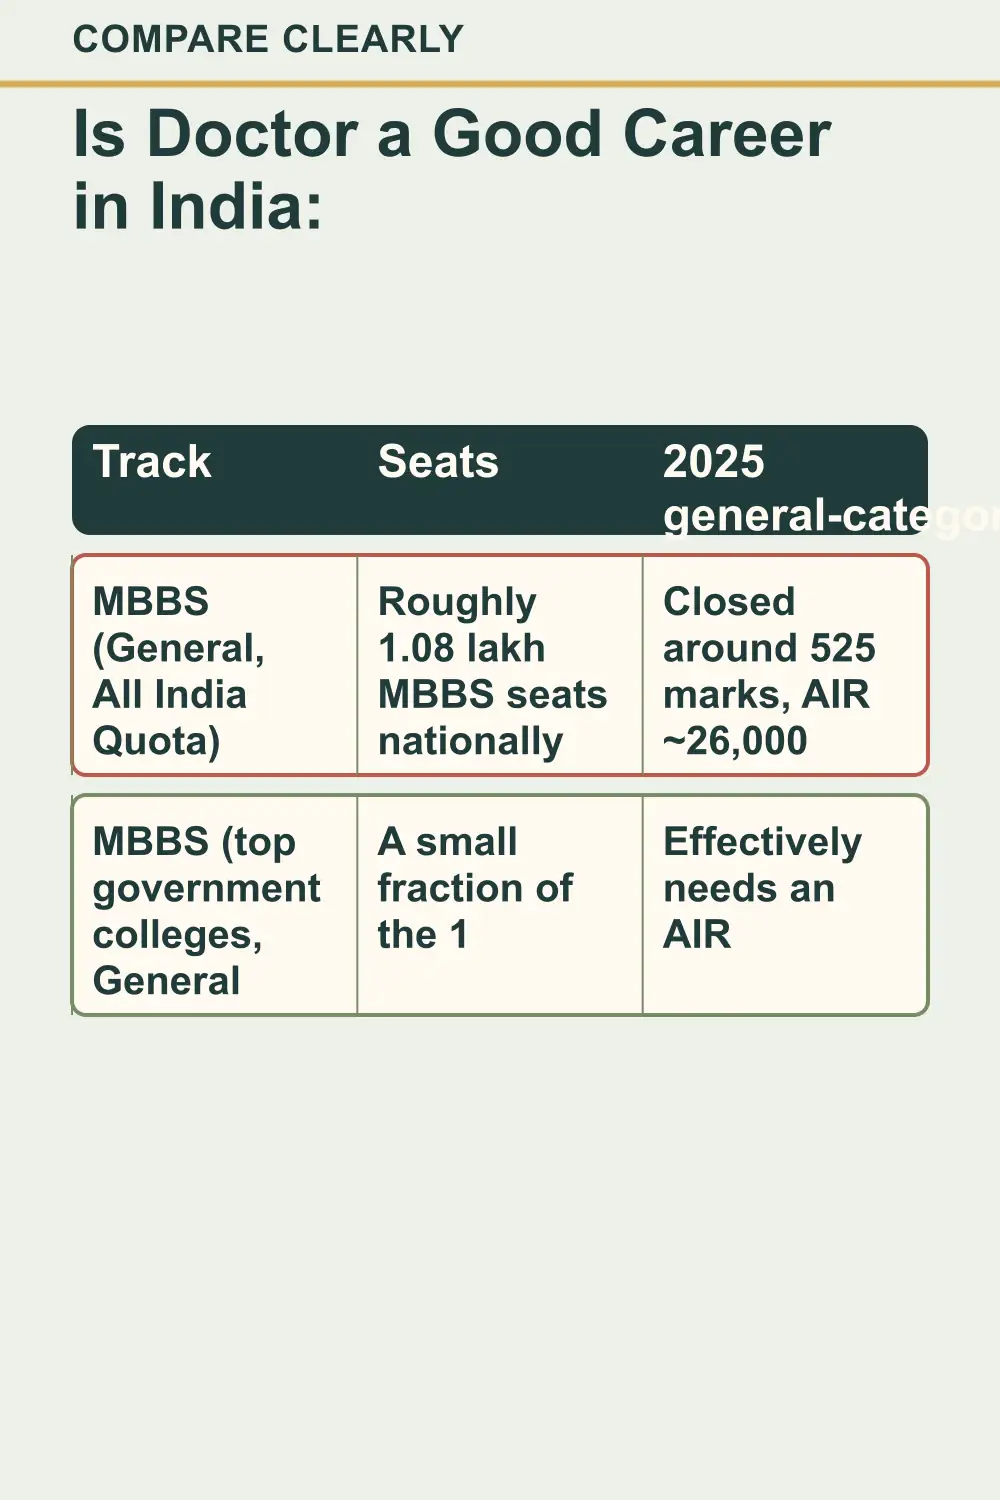 COMPARE CLEARLY
Is Doctor a Good Career
in India:
Track
Seats
2025
general-categor
MBBS
(General,
All India
Quota)
Roughly
1.08 lakh
MBBS seats
nationally
Closed
around 525
marks, AIR
~26,000
MBBS (top
government
colleges,
General
A small
fraction of
the 1
Effectively
needs an
AIR